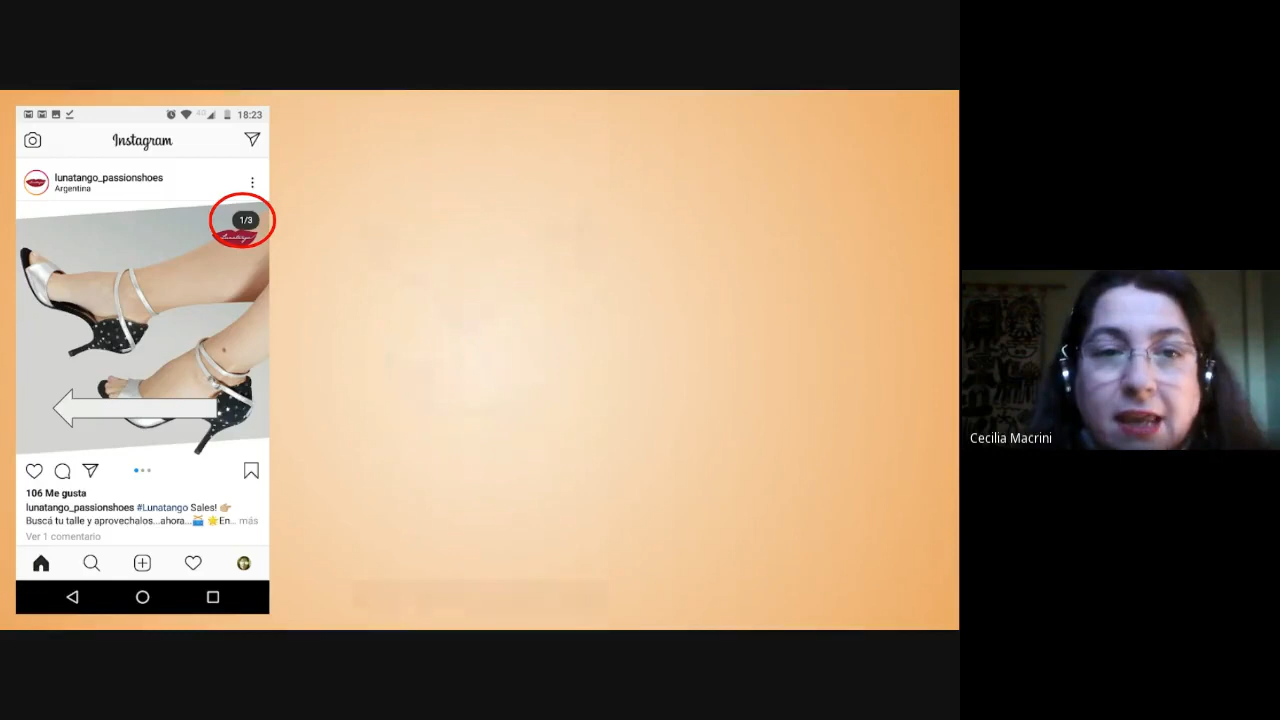 18:23
Instagram
lunatango_passionshoes
Argentina
1/3
Lunatango
106 Me gusta
lunatango_passionshoes #Lunatango Sales! 👉🏼
Buscá tu talle y aprovechalos...ahora... ⭐En... más
Ver 1 comentario
Cecilia Macrini